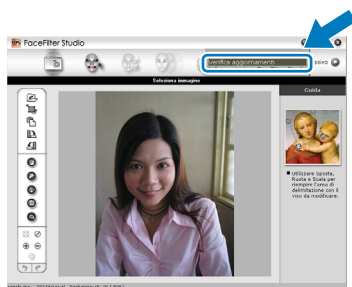 FaceFilter Studio
Verifica aggiornamenti
Seleziona immagine
Guida
Utilizzare Sposta,
Ruota e Scala per
riempire l'area di
delimitazione con il
viso da modificare.